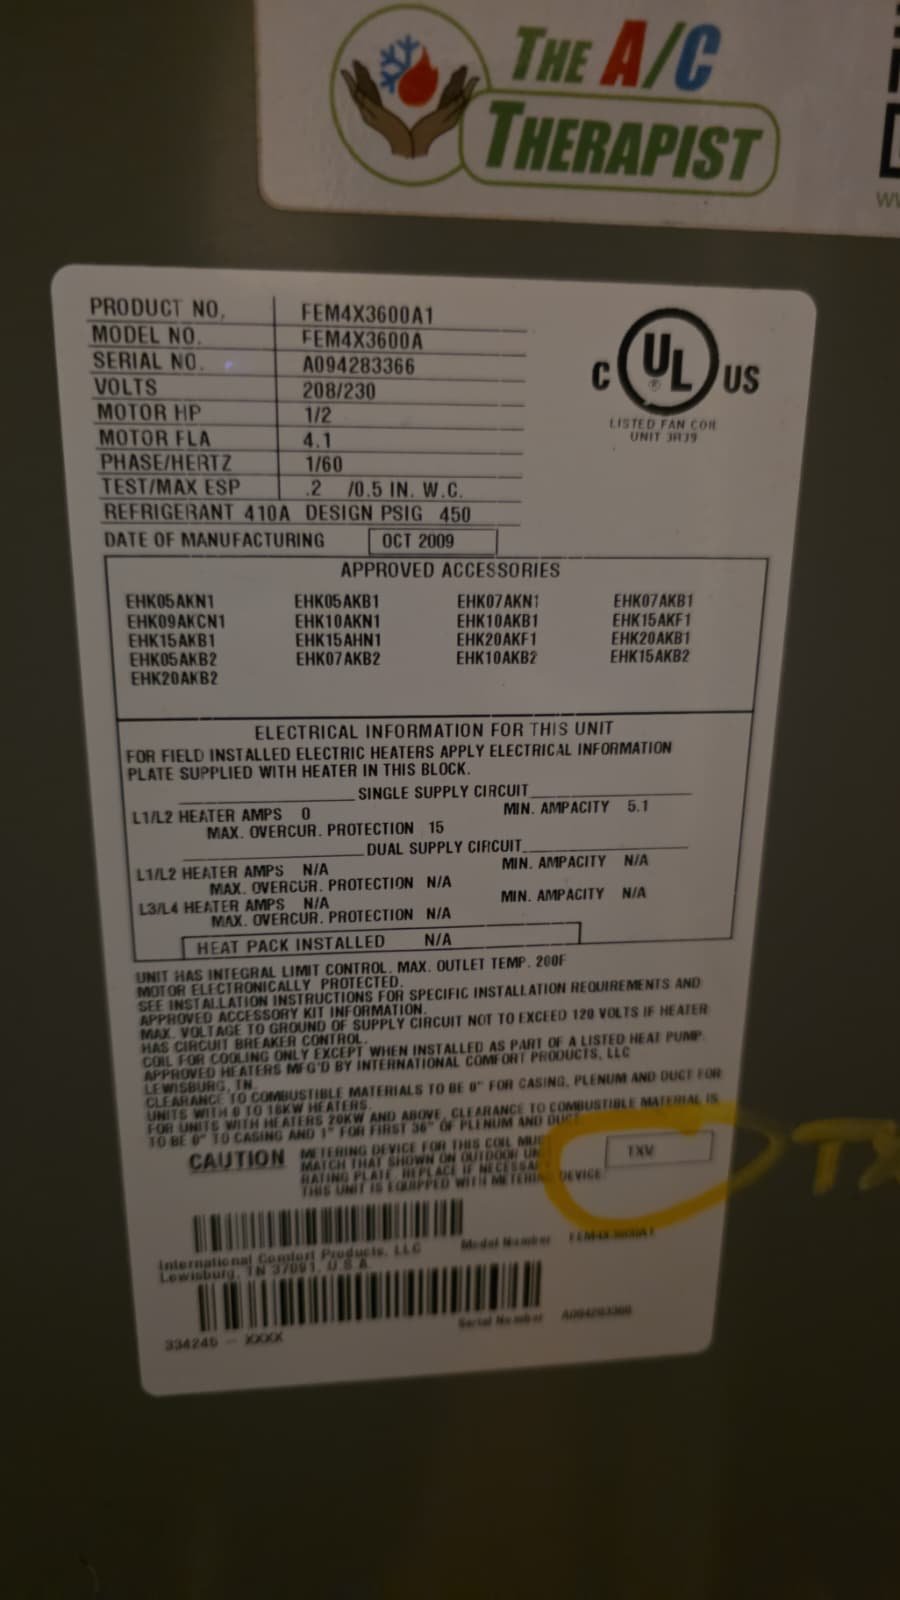 THE A/C
THERAPIST
PRODUCT NO. FEM4X3600A1
MODEL NO. FEM4X3600A
SERIAL NO. A094283366
VOLTS 208/230
MOTOR HP 1/2
MOTOR FLA 4.1
PHASE/HERTZ 1/60
TEST/MAX ESP .2 /0.5 IN. W.C.
REFRIGERANT 410A DESIGN PSIG 450
DATE OF MANUFACTURING OCT 2009
C UL ® US
LISTED FAN COIL
UNIT 3R39
APPROVED ACCESSORIES
EHK05AKN1 EHK05AKB1 EHK07AKN1 EHK07AKB1
EHK09AKCN1 EHK10AKN1 EHK10AKB1 EHK15AKF1
EHK15AKB1 EHK15AHN1 EHK20AKF1 EHK20AKB1
EHK05AKB2 EHK07AKB2 EHK10AKB2 EHK15AKB2
EHK20AKB2
ELECTRICAL INFORMATION FOR THIS UNIT
FOR FIELD INSTALLED ELECTRIC HEATERS APPLY ELECTRICAL INFORMATION
PLATE SUPPLIED WITH HEATER IN THIS BLOCK.
SINGLE SUPPLY CIRCUIT
L1/L2 HEATER AMPS 0 MIN. AMPACITY 5.1
MAX. OVERCUR. PROTECTION 15
DUAL SUPPLY CIRCUIT
L1/L2 HEATER AMPS N/A MIN. AMPACITY N/A
MAX. OVERCUR. PROTECTION N/A
L3/L4 HEATER AMPS N/A MIN. AMPACITY N/A
MAX. OVERCUR. PROTECTION N/A
HEAT PACK INSTALLED N/A
UNIT HAS INTEGRAL LIMIT CONTROL. MAX. OUTLET TEMP. 200F
MOTOR ELECTRONICALLY PROTECTED.
SEE INSTALLATION INSTRUCTIONS FOR SPECIFIC INSTALLATION REQUIREMENTS AND
APPROVED ACCESSORY KIT INFORMATION.
MAX. VOLTAGE TO GROUND OF SUPPLY CIRCUIT NOT TO EXCEED 120 VOLTS IF HEATER
HAS CIRCUIT BREAKER CONTROL.
COIL FOR COOLING ONLY EXCEPT WHEN INSTALLED AS PART OF A LISTED HEAT PUMP.
APPROVED HEATERS MFG'D BY INTERNATIONAL COMFORT PRODUCTS, LLC
LEWISBURG, TN.
CLEARANCE TO COMBUSTIBLE MATERIALS TO BE 0" FOR CASING, PLENUM AND DUCT FOR
UNITS WITH 0 TO 18KW HEATERS.
FOR UNITS WITH HEATERS 20KW AND ABOVE, CLEARANCE TO COMBUSTIBLE MATERIAL IS
TO BE 0" TO CASING AND 1" FOR FIRST 36" OF PLENUM AND DUCT.
CAUTION METERING DEVICE FOR THIS COIL MUST
MATCH THAT SHOWN ON OUTDOOR UNIT
RATING PLATE. REPLACE IF NECESSARY
THIS UNIT IS EQUIPPED WITH METERING DEVICE
TXV
Model Number FEM4X3600A1
International Comfort Products, LLC
Lewisburg, TN 37091, U.S.A.
Serial Number A094283366
334245 - XXXX